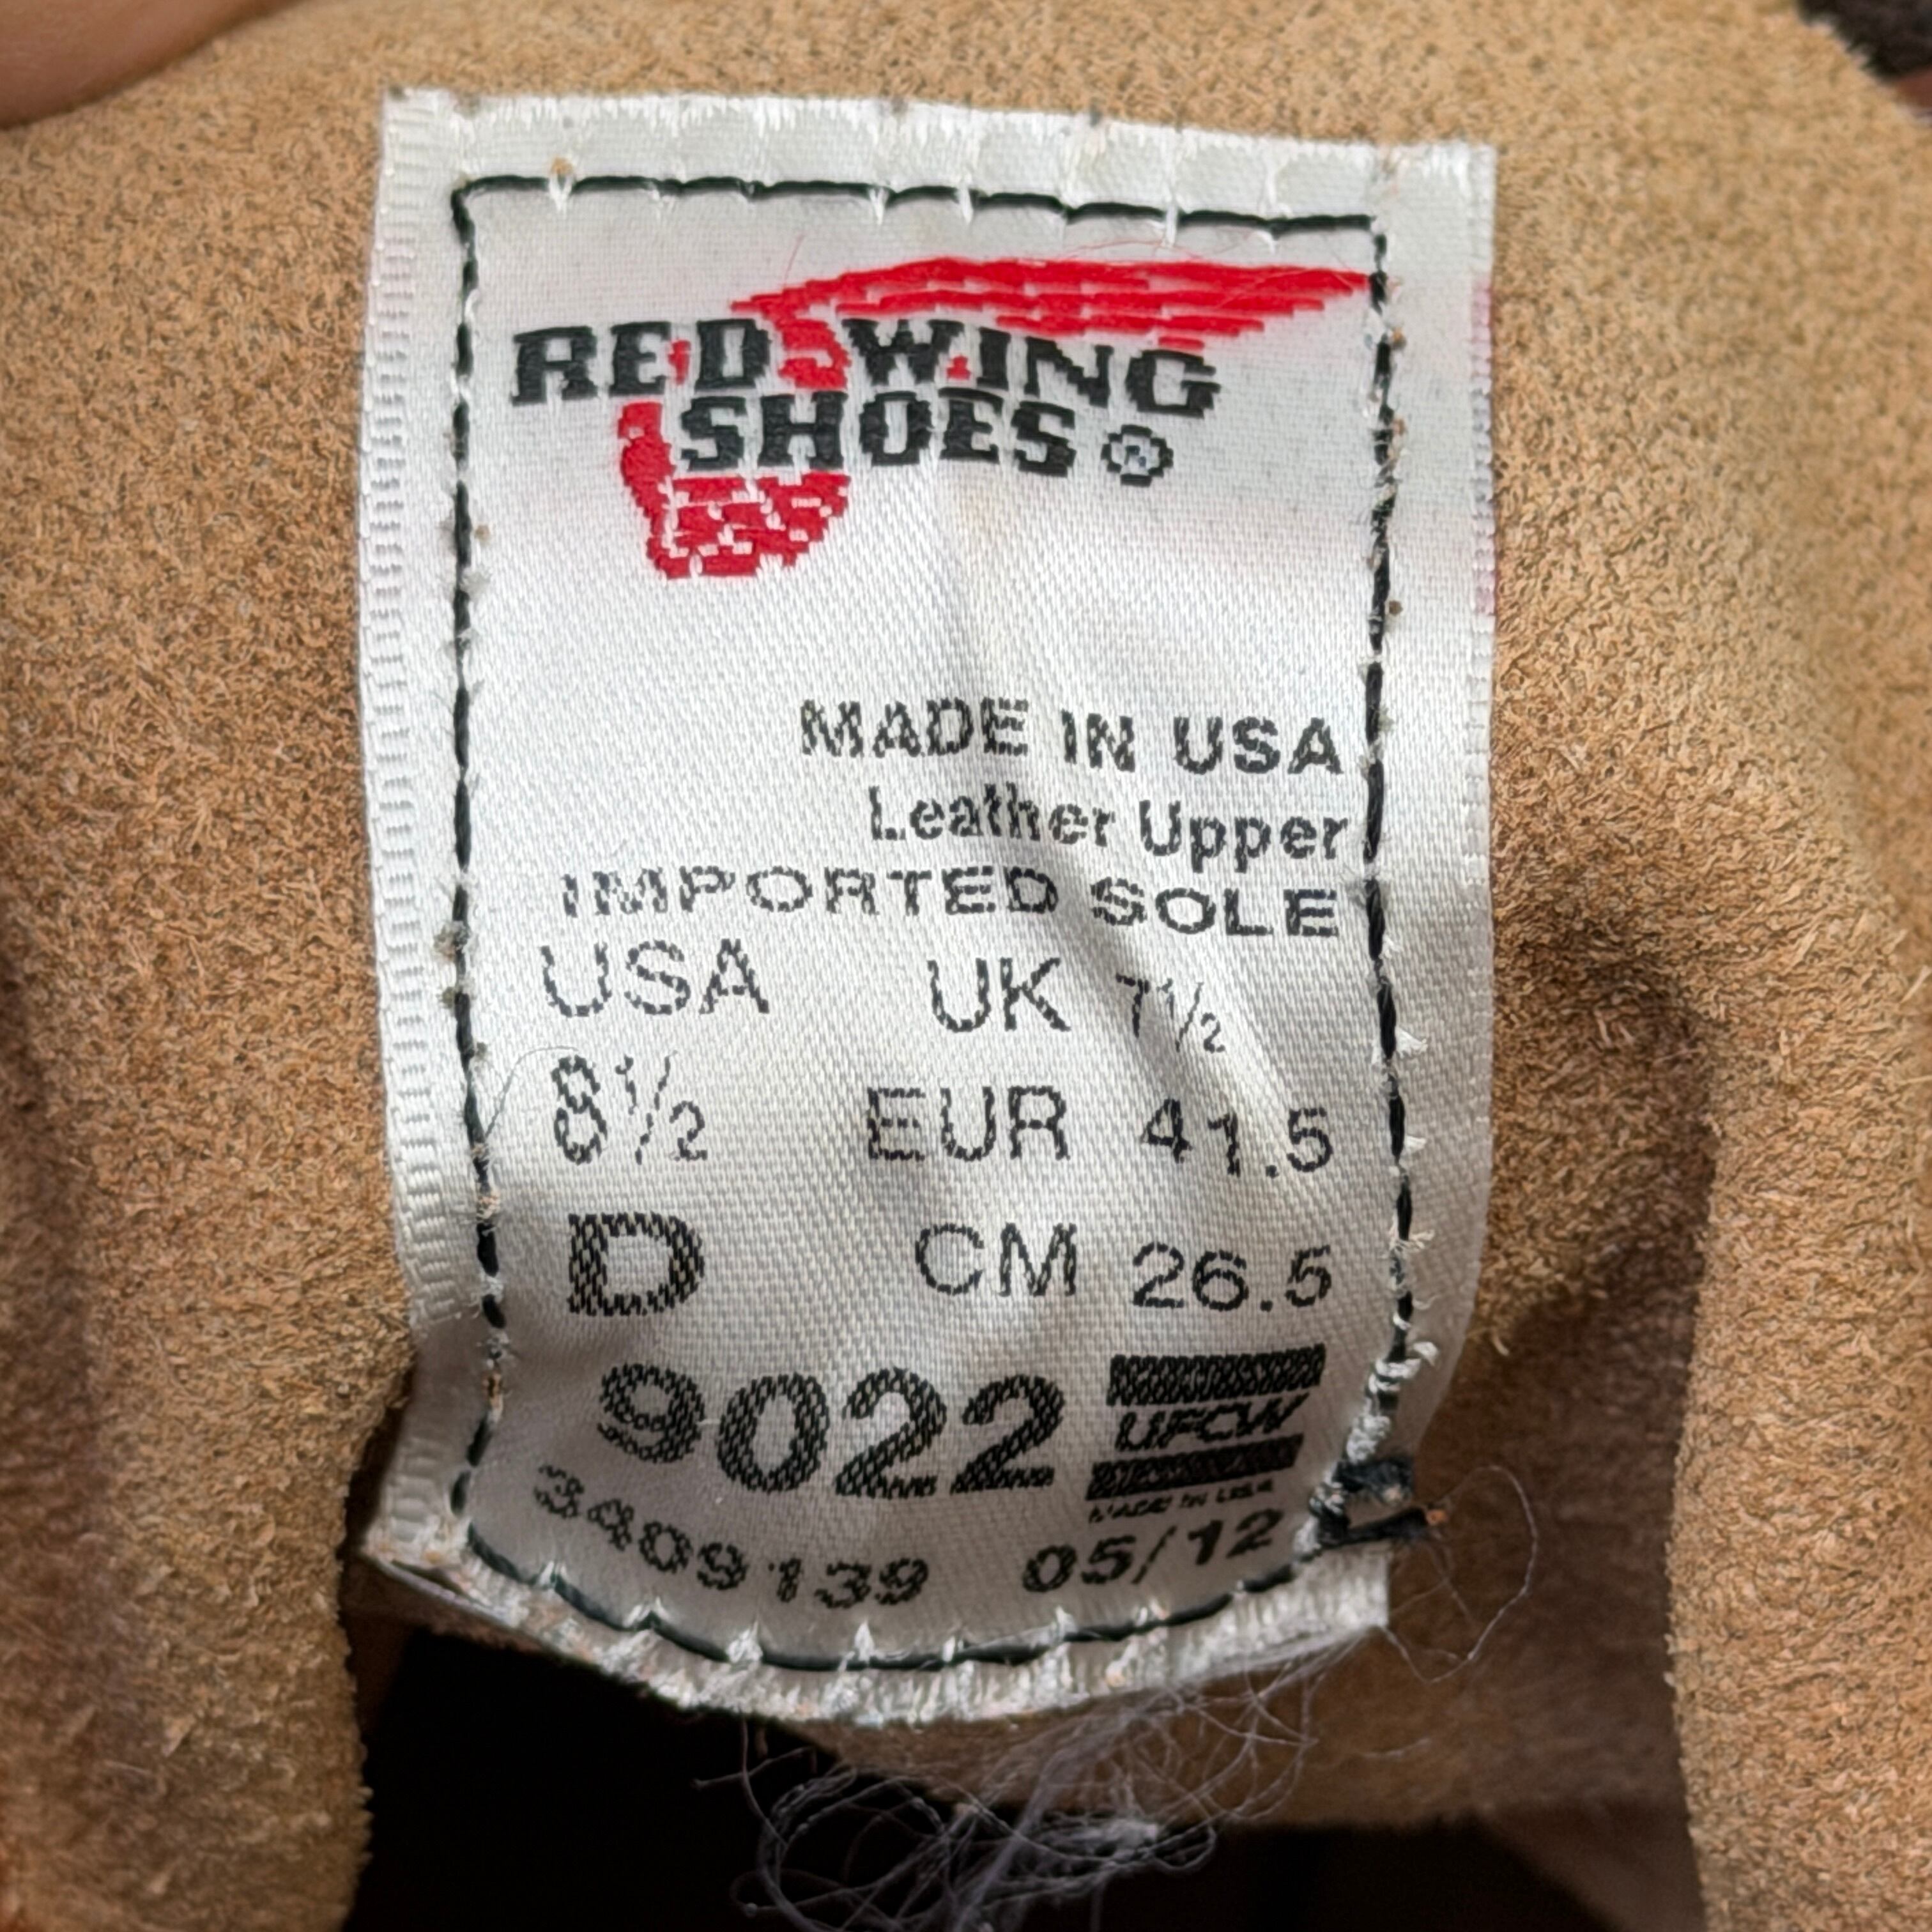 RED WING
SHOES ®
MADE IN USA
Leather Upper
IMPORTED SOLE
USA UK 7½
8½ EUR 41.5
D CM 26.5
9022 UFCW
MADE IN USA
3409139 05/12